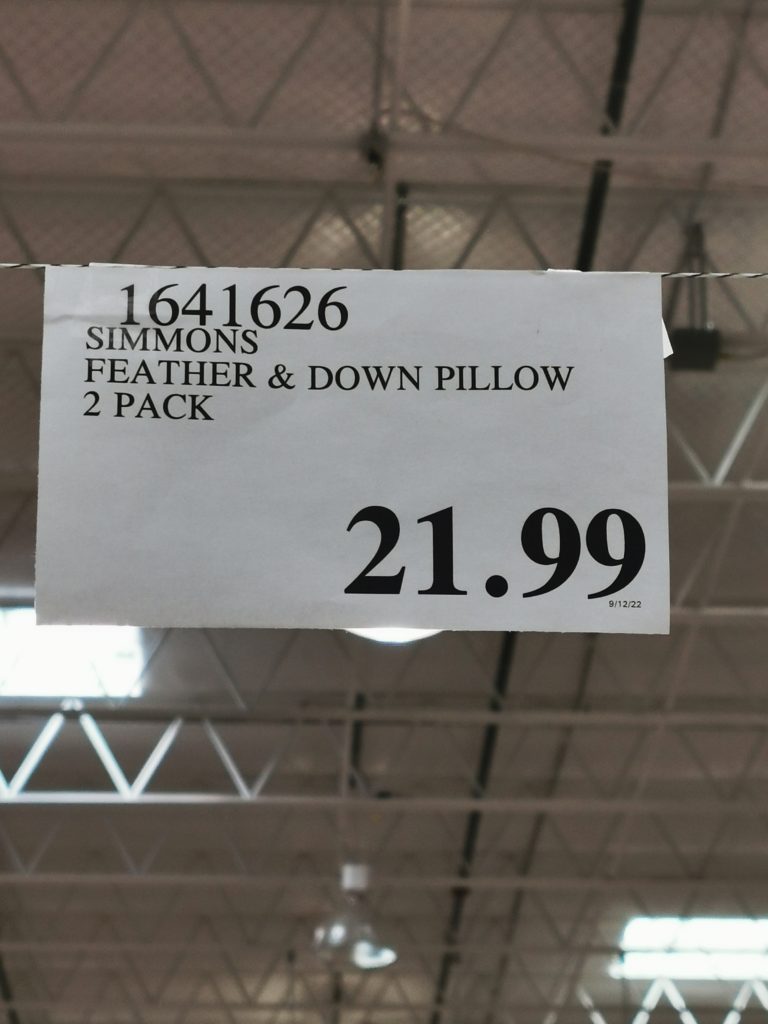 1641626
SIMMONS
FEATHER & DOWN PILLOW
2 PACK
21.99
9/12/22